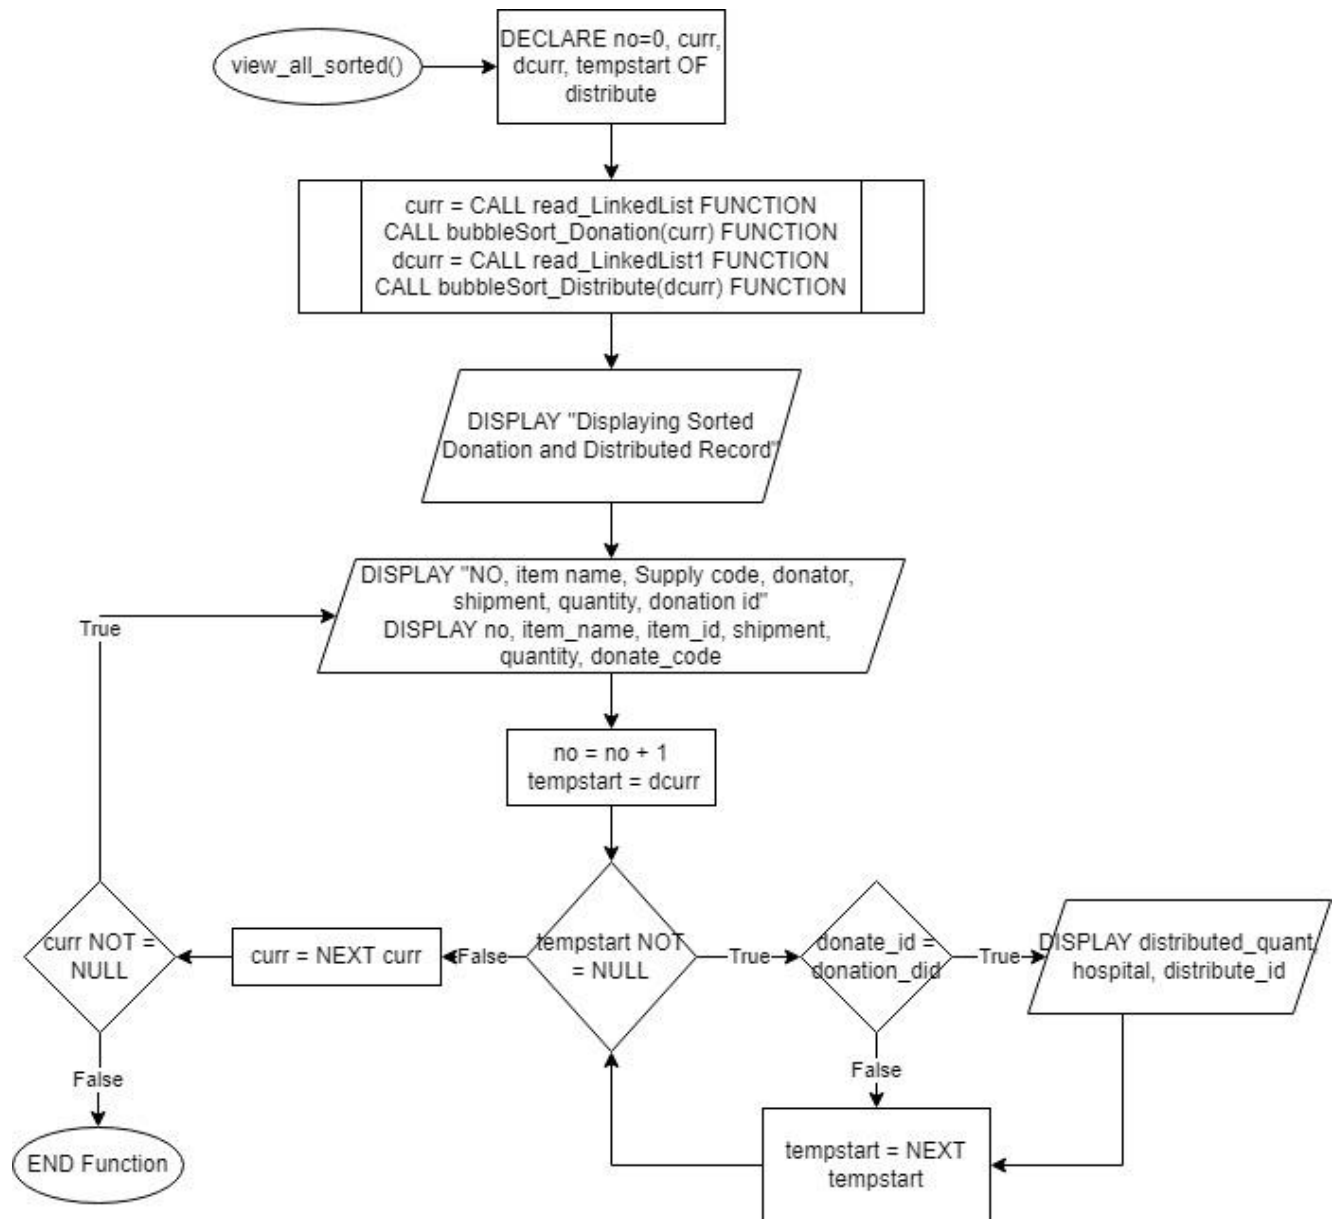 view_all_sorted()
DECLARE no=0, curr,
dcurr, tempstart OF
distribute
curr = CALL read_LinkedList FUNCTION
CALL bubbleSort_Donation(curr) FUNCTION
dcurr = CALL read_LinkedList1 FUNCTION
CALL bubbleSort_Distribute(dcurr) FUNCTION
DISPLAY "Displaying Sorted
Donation and Distributed Record"
DISPLAY "NO, item name, Supply code, donator,
shipment, quantity, donation id"
DISPLAY no, item_name, item_id, shipment,
quantity, donate_code
True
no = no + 1
tempstart = dcurr
curr NOT =
NULL
curr = NEXT curr
False
tempstart NOT
= NULL
True
donate_id =
donation_did
True
DISPLAY distributed_quant,
hospital, distribute_id
False
False
END Function
tempstart = NEXT
tempstart